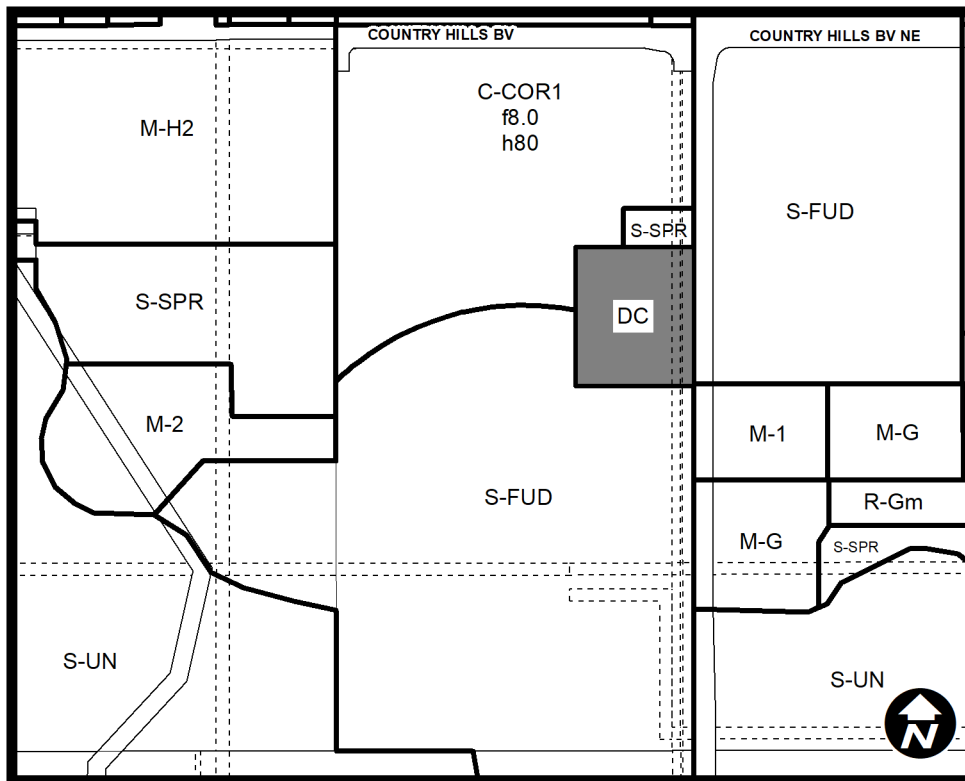 COUNTRY HILLS BV
COUNTRY HILLS BV NE
C-COR1
f8.0
h80
M-H2
S-FUD
S-SPR
S-SPR
DC
M-2
M-1
M-G
S-FUD
R-Gm
M-G
S-SPR
S-UN
S-UN
N